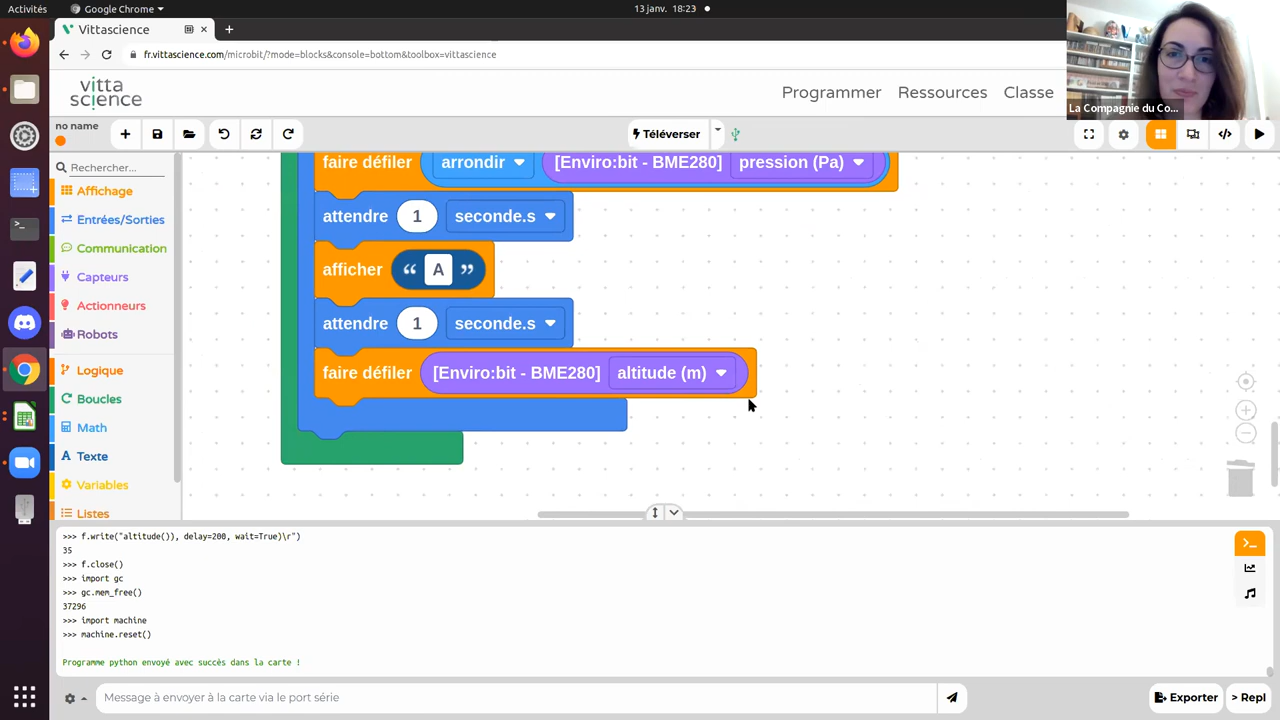 Activités
Google Chrome
13 janv. 18:23
Vittascience
fr.vittascience.com/microbit/?mode=blocks&console=bottom&toolbox=vittascience
vitta
science
Programmer
Ressources
Classe
La Compagnie du Co...
no name
Téléverser
Rechercher...
Affichage
Entrées/Sorties
Communication
Capteurs
Actionneurs
Robots
Logique
Boucles
Math
Texte
Variables
Listes
faire défiler arrondir [Enviro:bit - BME280] pression (Pa)
attendre 1 seconde.s
afficher “ A ”
attendre 1 seconde.s
faire défiler [Enviro:bit - BME280] altitude (m)
>>> f.write("altitude()), delay=200, wait=True)\r")
35
>>> f.close()
>>> import gc
>>> gc.mem_free()
37296
>>> import machine
>>> machine.reset()
Programme python envoyé avec succès dans la carte !
Message à envoyer à la carte via le port série
Exporter
> Repl